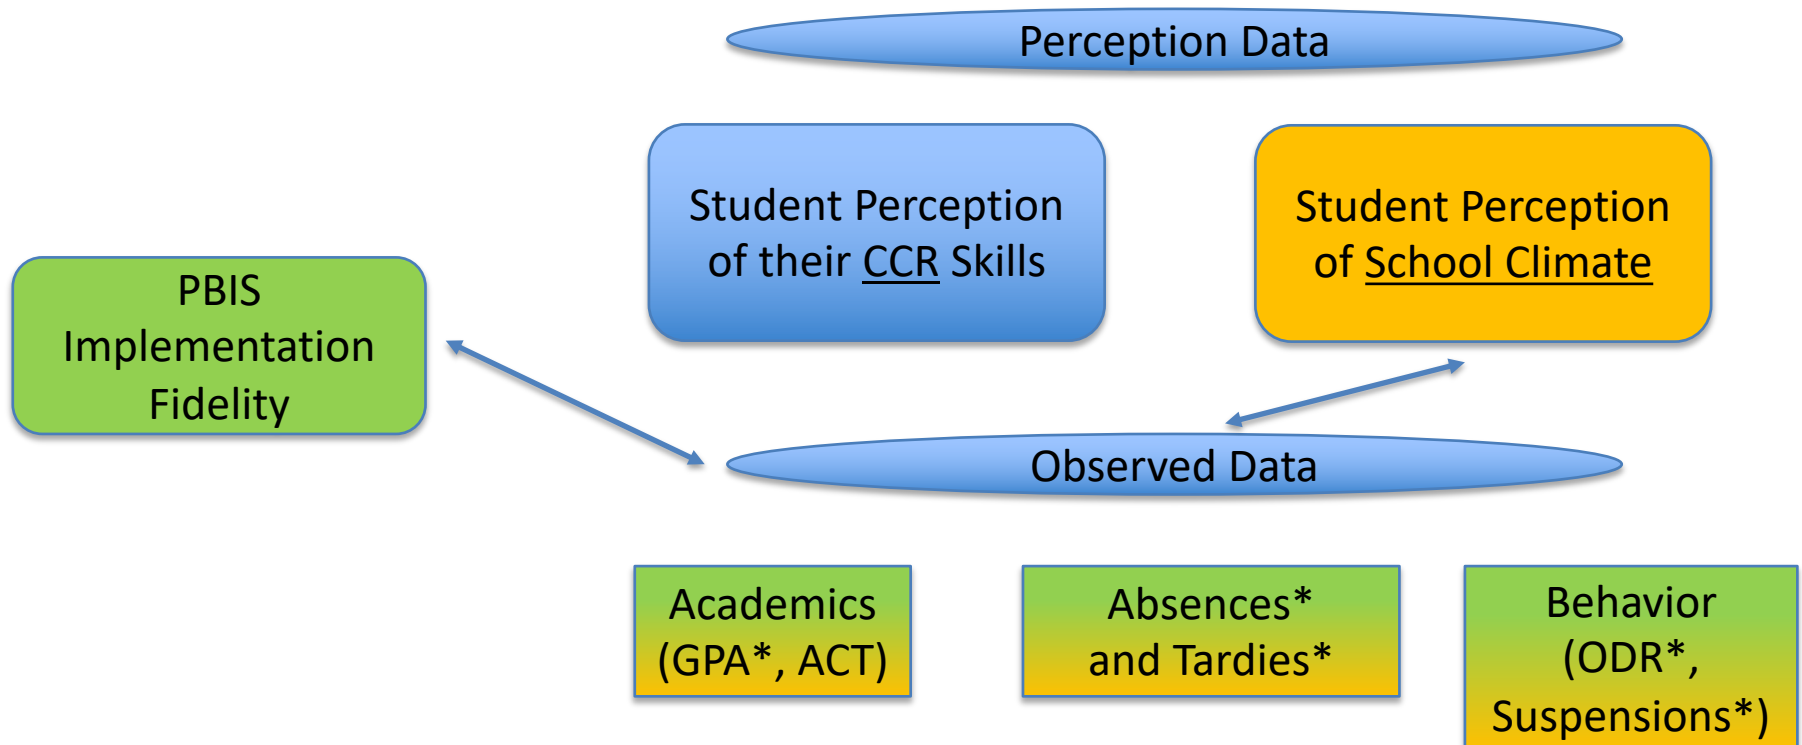 Perception Data
Student Perception
of their CCR Skills
Student Perception
of School Climate
PBIS
Implementation
Fidelity
Observed Data
Academics
(GPA*, ACT)
Absences*
and Tardies*
Behavior
(ODR*,
Suspensions*)